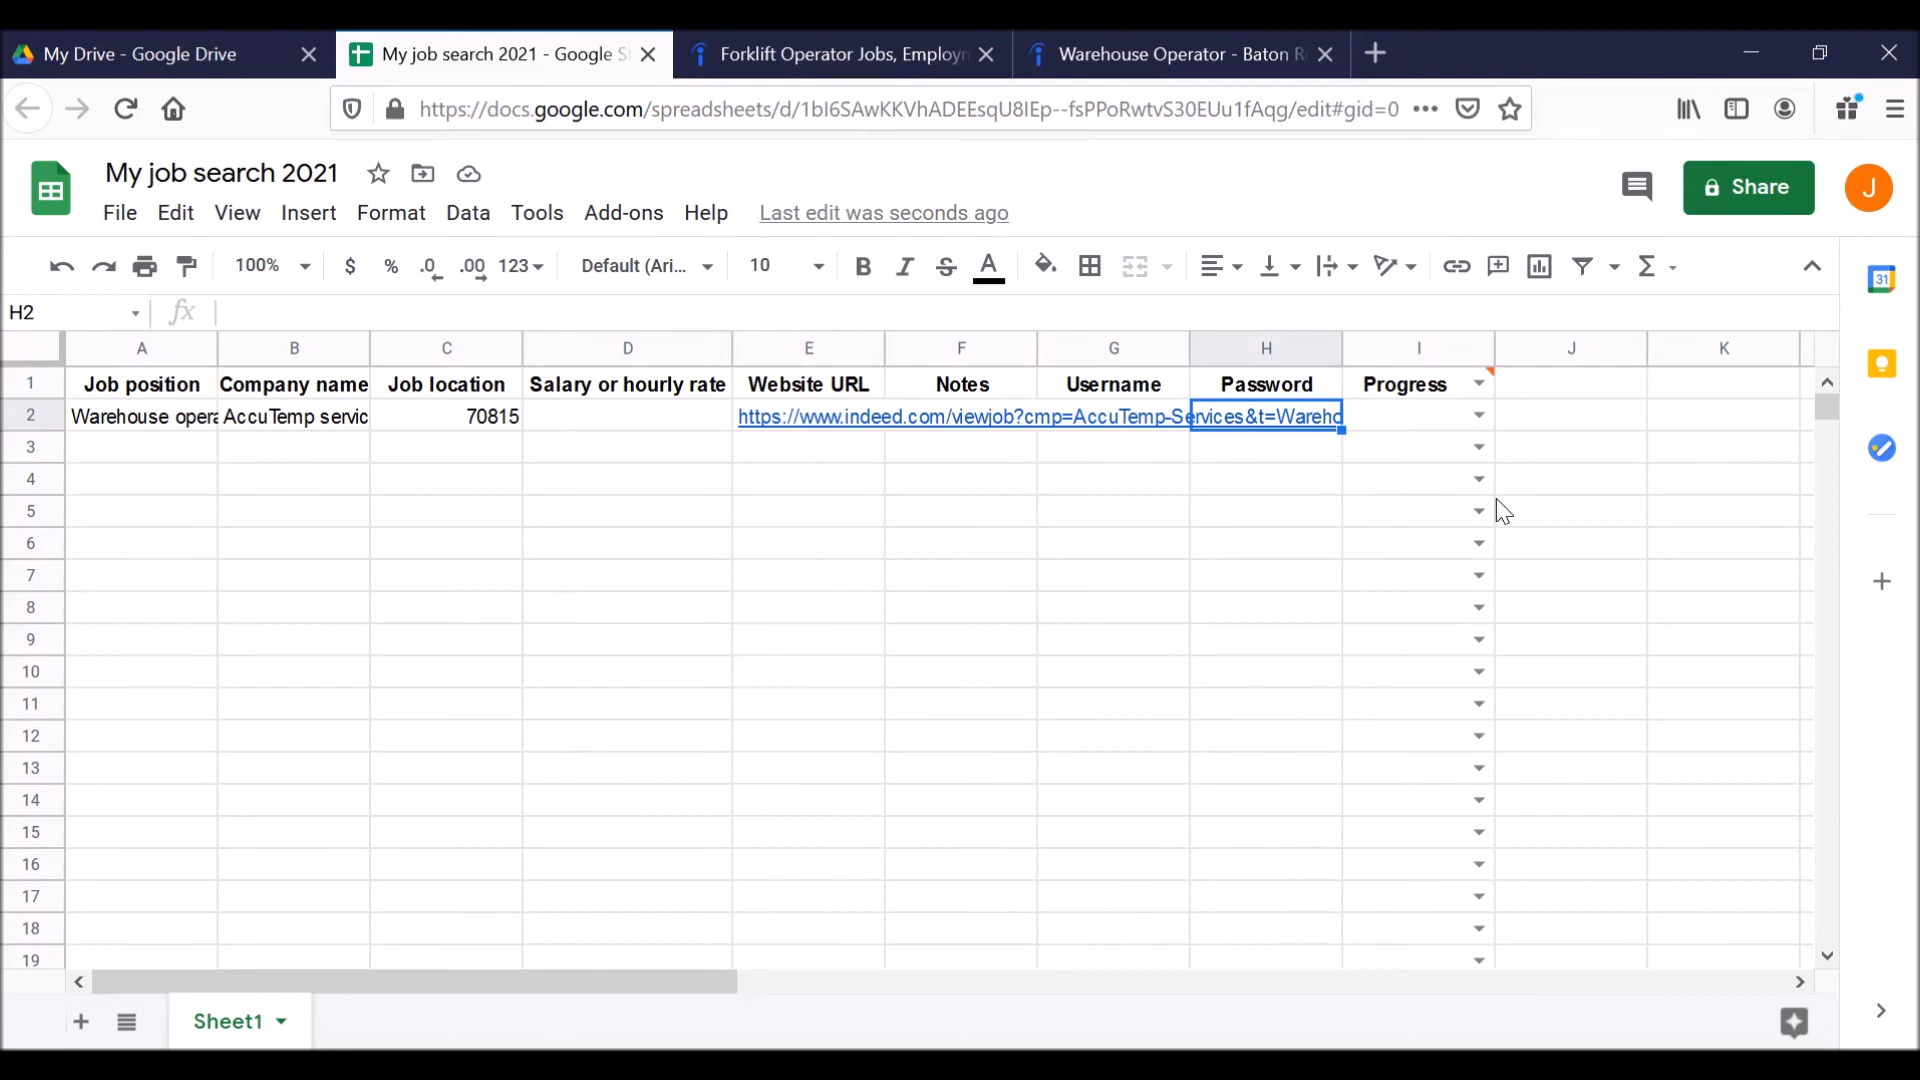 My Drive - Google Drive
My job search 2021 - Google S
Forklift Operator Jobs, Employm
Warehouse Operator - Baton R
https://docs.google.com/spreadsheets/d/1bI6SAwKKVhADEEsqU8IEp--fsPPoRwtvS30EUu1fAqg/edit#gid=0
My job search 2021
Share
J
File Edit View Insert Format Data Tools Add-ons Help Last edit was seconds ago
100% $ % .0 .00 123 Default (Ari... 10 B I S A Σ
31
H2 fx
A B C D E F G H I J K
1 Job position Company name Job location Salary or hourly rate Website URL Notes Username Password Progress
2 Warehouse opera AccuTemp servic 70815 https://www.indeed.com/viewjob?cmp=AccuTemp-Services&t=Wareho
3
4
5
6
7
8
9
10
11
12
13
14
15
16
17
18
19
Sheet1